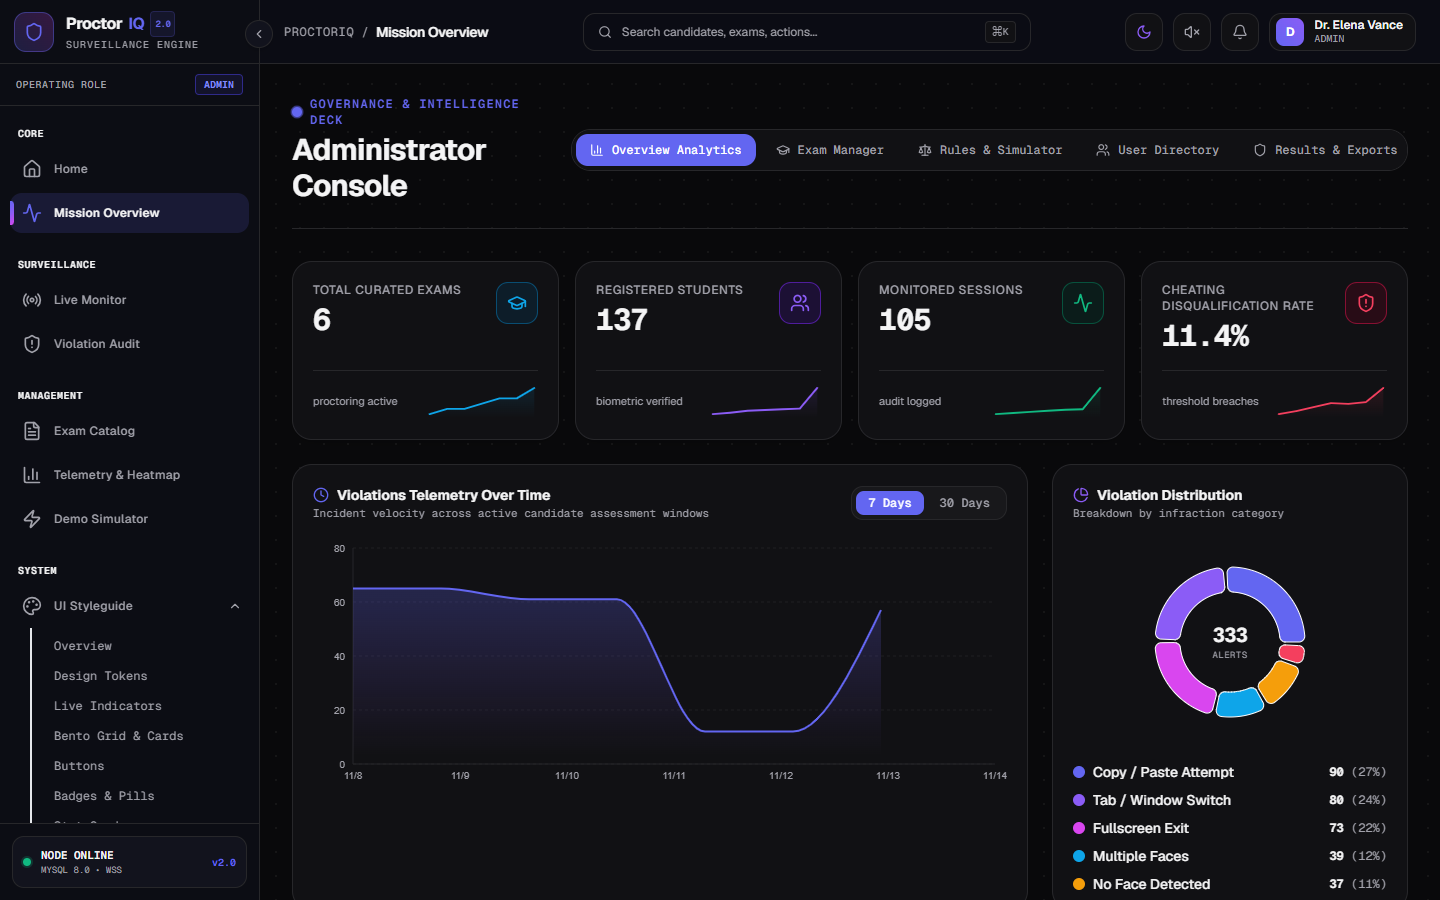 Proctor IQ 2.0
SURVEILLANCE ENGINE
OPERATING ROLE
ADMIN
CORE
Home
Mission Overview
SURVEILLANCE
Live Monitor
Violation Audit
MANAGEMENT
Exam Catalog
Telemetry & Heatmap
Demo Simulator
SYSTEM
UI Styleguide
Overview
Design Tokens
Live Indicators
Bento Grid & Cards
Buttons
Badges & Pills
NODE ONLINE
MYSQL 8.0 • WSS
v2.0
PROCTORIQ / Mission Overview
Search candidates, exams, actions...
⌘K
D
Dr. Elena Vance
ADMIN
GOVERNANCE & INTELLIGENCE
DECK
Administrator
Console
Overview Analytics
Exam Manager
Rules & Simulator
User Directory
Results & Exports
TOTAL CURATED EXAMS
6
proctoring active
REGISTERED STUDENTS
137
biometric verified
MONITORED SESSIONS
105
audit logged
CHEATING
DISQUALIFICATION RATE
11.4%
threshold breaches
Violations Telemetry Over Time
Incident velocity across active candidate assessment windows
7 Days
30 Days
80
60
40
20
0
11/8
11/9
11/10
11/11
11/12
11/13
11/14
Violation Distribution
Breakdown by infraction category
333
ALERTS
Copy / Paste Attempt 90 (27%)
Tab / Window Switch 80 (24%)
Fullscreen Exit 73 (22%)
Multiple Faces 39 (12%)
No Face Detected 37 (11%)